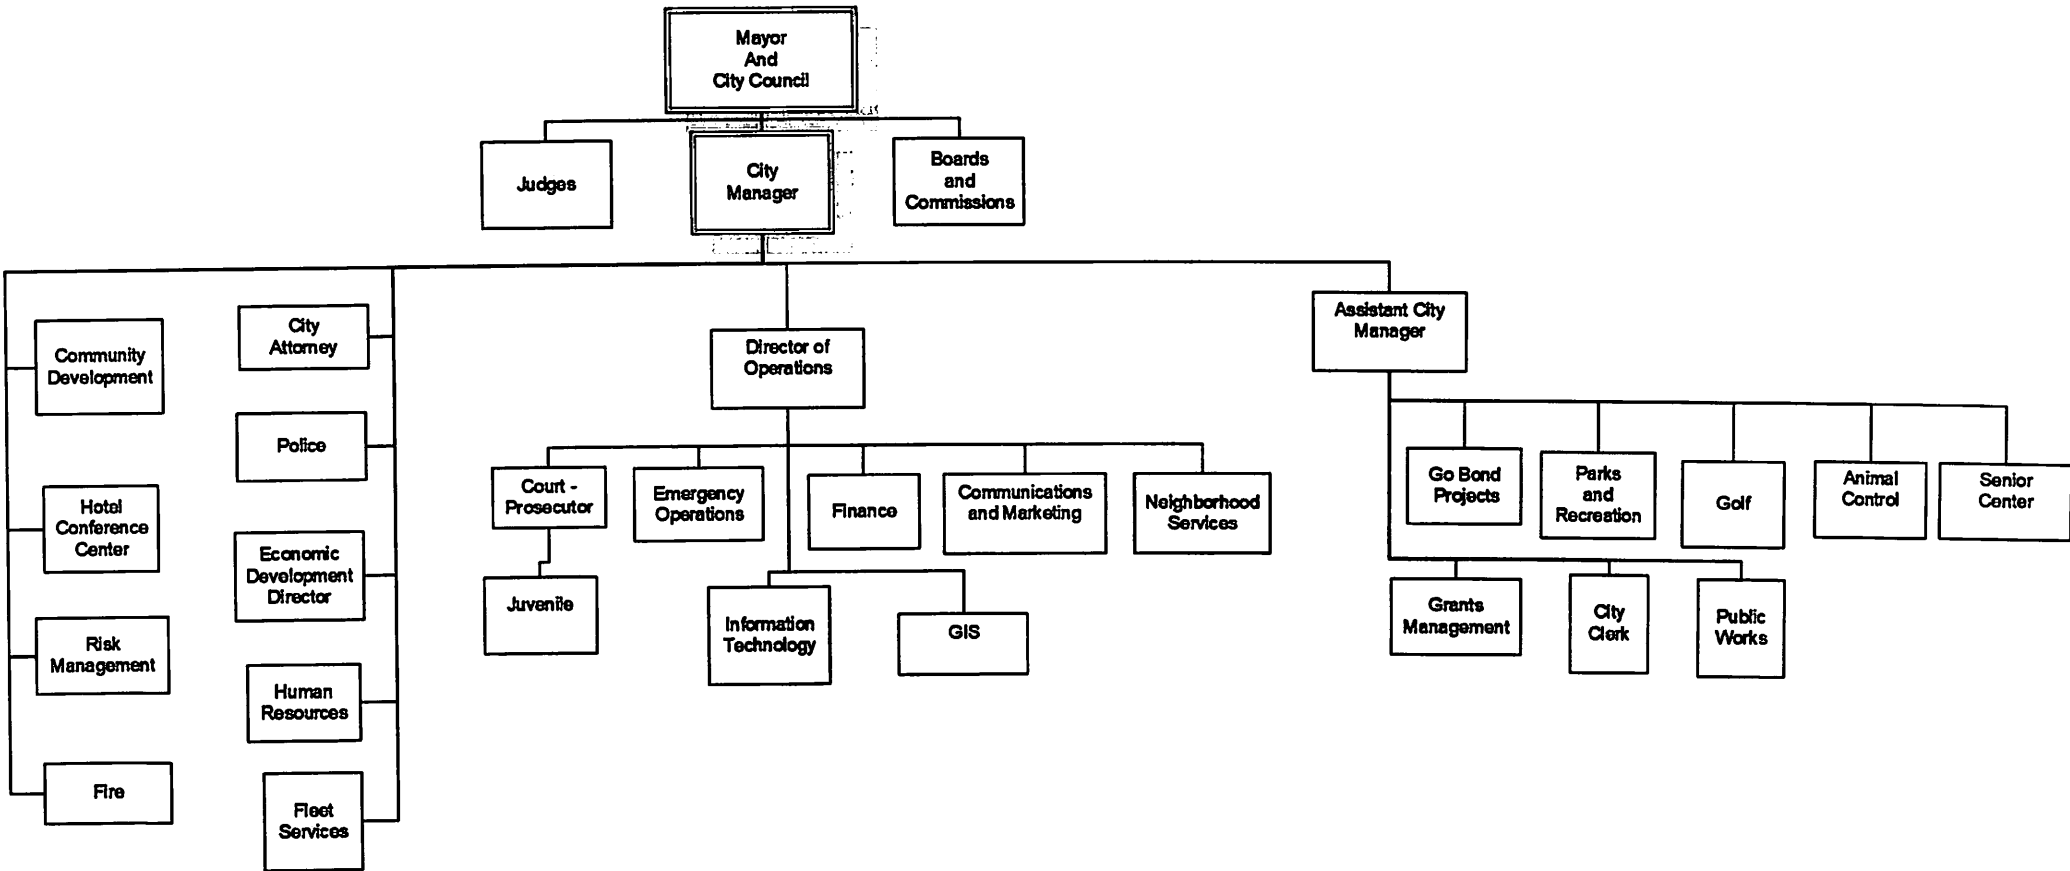 Mayor
And
City Council
Judges
City
Manager
Boards
and
Commissions
Community
Development
Hotel
Conference
Center
Risk
Management
Fire
City
Attorney
Police
Economic
Development
Director
Human
Resources
Fleet
Services
Director of
Operations
Court -
Prosecutor
Juvenile
Emergency
Operations
Finance
Communications
and Marketing
Neighborhood
Services
Information
Technology
GIS
Assistant City
Manager
Go Bond
Projects
Parks
and
Recreation
Golf
Animal
Control
Senior
Center
Grants
Management
City
Clerk
Public
Works